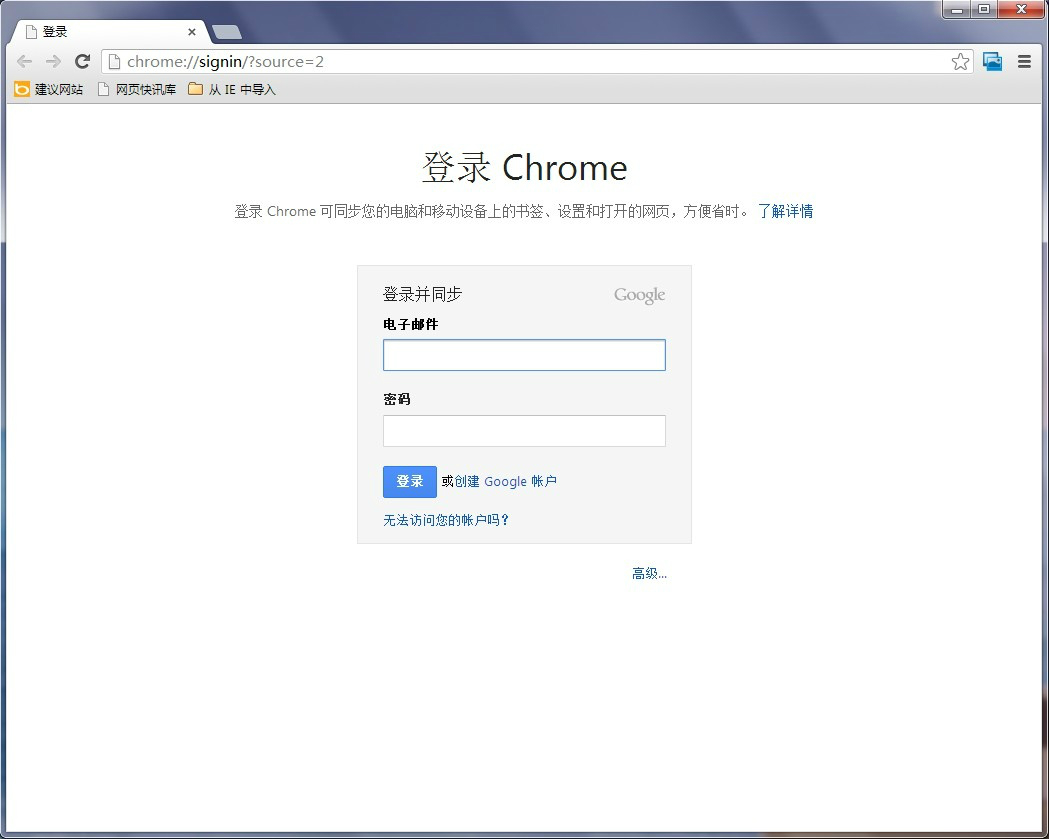 登录
chrome://signin/?source=2
建议网站 网页快讯库 从 IE 中导入
登录 Chrome
登录 Chrome 可同步您的电脑和移动设备上的书签、设置和打开的网页，方便省时。 了解详情
登录并同步 Google
电子邮件
密码
登录 或创建 Google 帐户
无法访问您的帐户吗？
高级...